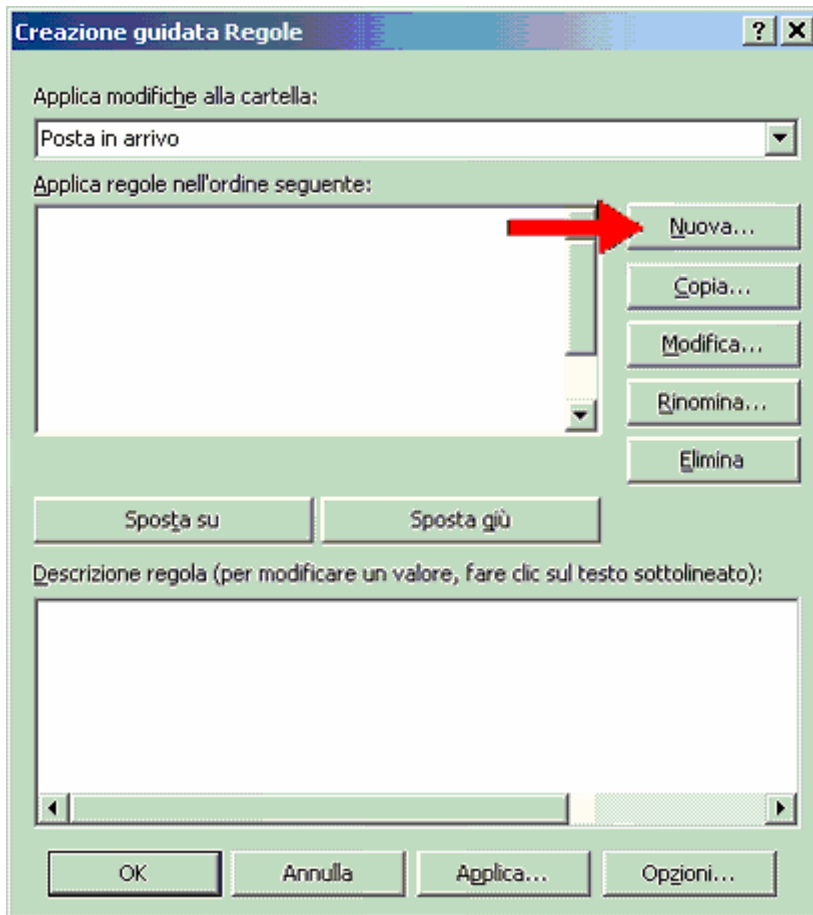 Creazione guidata Regole
Applica modifiche alla cartella:
Posta in arrivo
Applica regole nell'ordine seguente:
Nuova...
Copia...
Modifica...
Rinomina...
Elimina
Sposta su Sposta giù
Descrizione regola (per modificare un valore, fare clic sul testo sottolineato):
OK Annulla Applica... Opzioni...